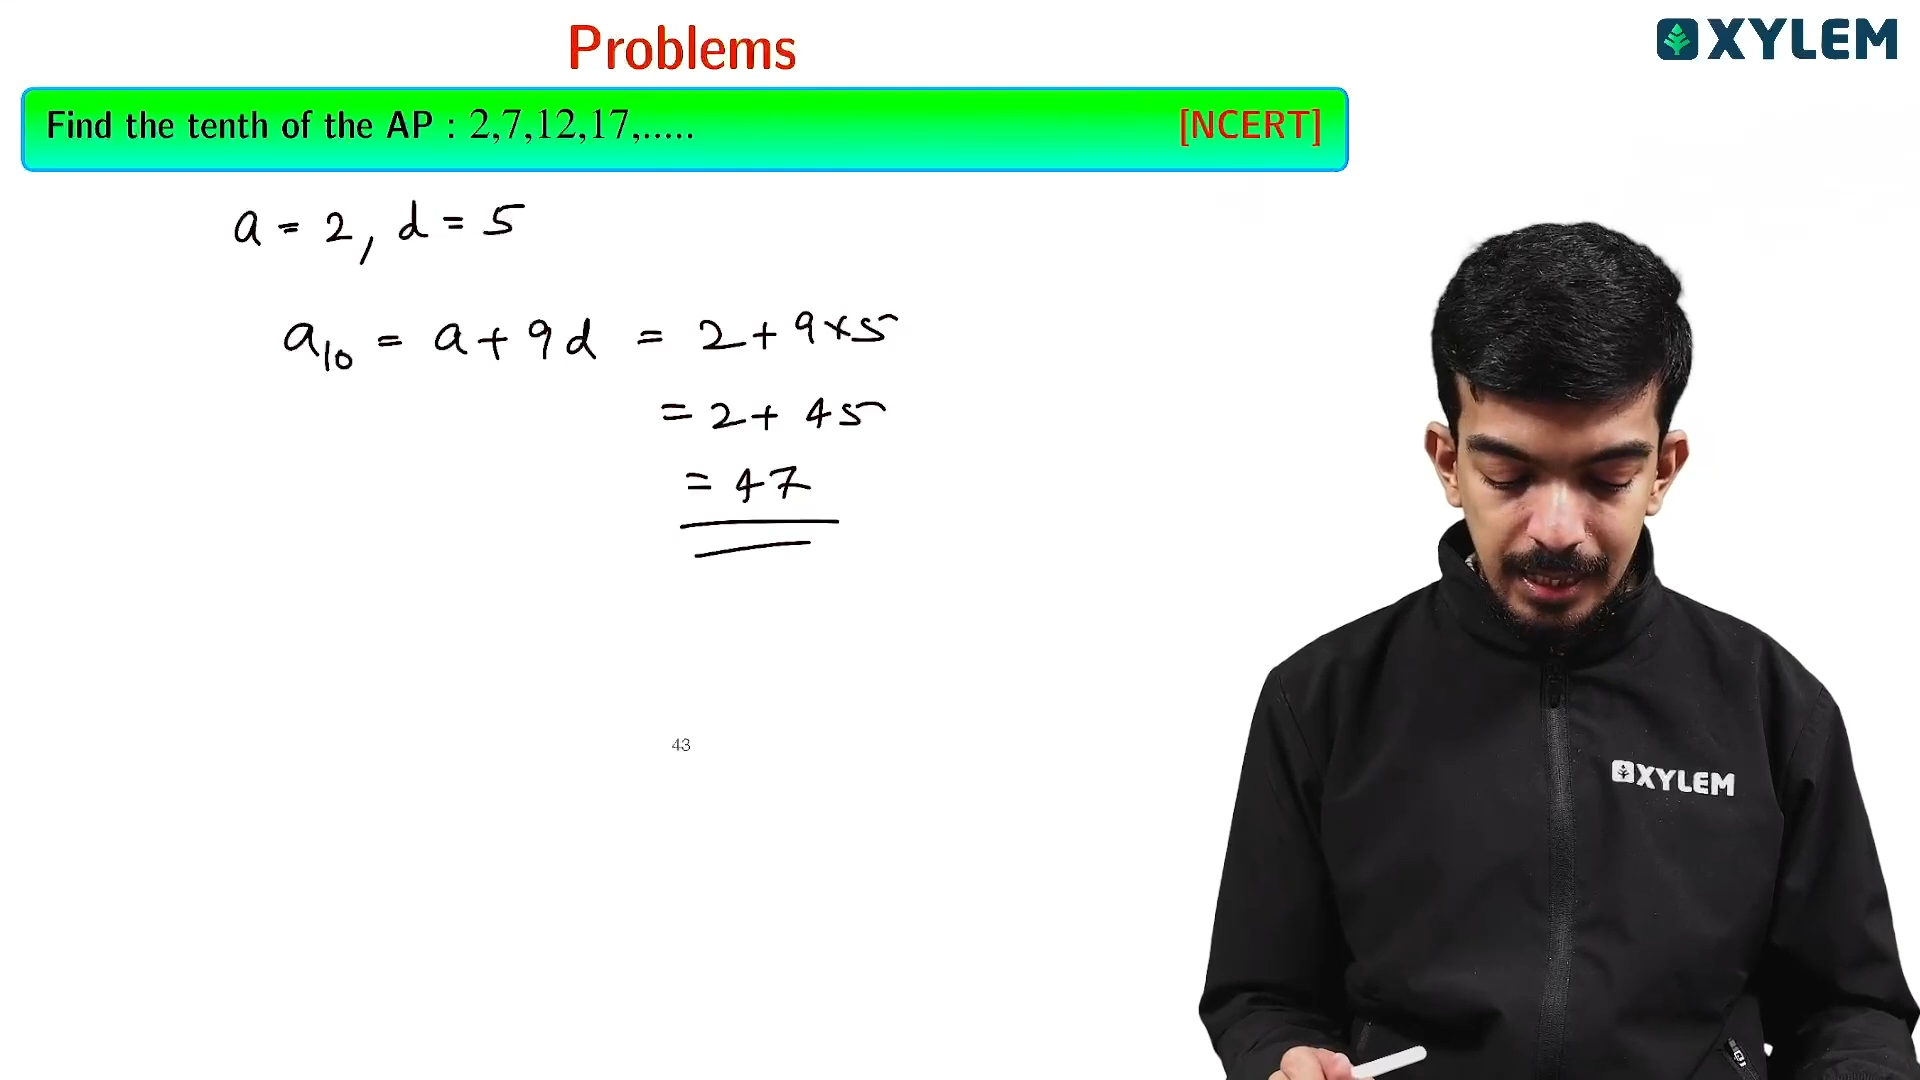 Problems
XYLEM
Find the tenth of the AP : 2,7,12,17,..... [NCERT]
a = 2, d = 5
a₁₀ = a + 9d = 2 + 9×5
= 2 + 45
= 47
43
XYLEM